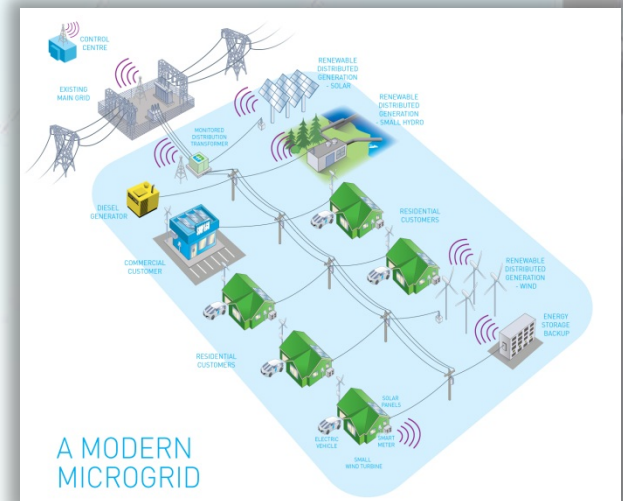 CONTROL
CENTRE
EXISTING
MAIN GRID
RENEWABLE
DISTRIBUTED
GENERATION
- SOLAR
RENEWABLE
DISTRIBUTED
GENERATION
- SMALL HYDRO
MONITORED
DISTRIBUTION
TRANSFORMER
DIESEL
GENERATOR
COMMERCIAL
CUSTOMER
RESIDENTIAL
CUSTOMERS
RENEWABLE
DISTRIBUTED
GENERATION
- WIND
ENERGY
STORAGE
BACKUP
RESIDENTIAL
CUSTOMERS
SOLAR
PANELS
ELECTRIC
VEHICLE
SMART
METER
SMALL
WIND TURBINE
A MODERN
MICROGRID